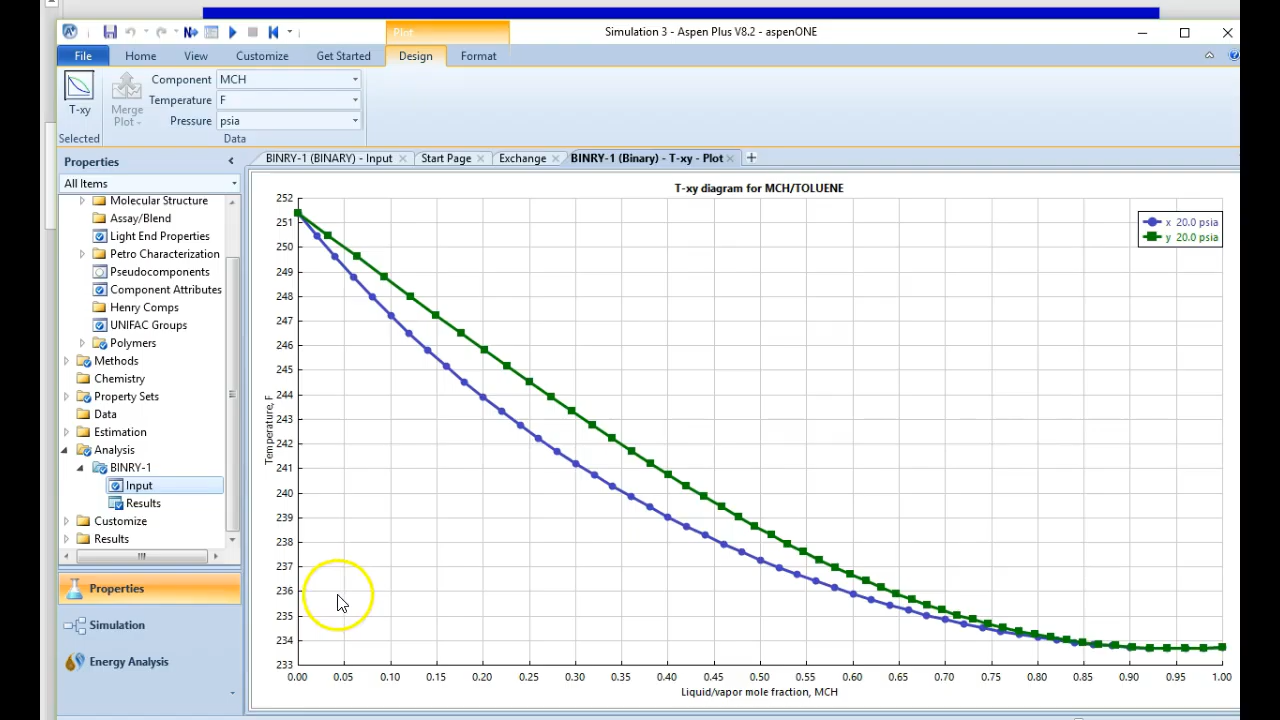 Plot
Simulation 3 - Aspen Plus V8.2 - aspenONE
File Home View Customize Get Started Design Format
T-xy
Selected
Merge
Plot
Component MCH
Temperature F
Pressure psia
Data
Properties
All Items
Molecular Structure
Assay/Blend
Light End Properties
Petro Characterization
Pseudocomponents
Component Attributes
Henry Comps
UNIFAC Groups
Polymers
Methods
Chemistry
Property Sets
Data
Estimation
Analysis
BINRY-1
Input
Results
Customize
Results
Properties
Simulation
Energy Analysis
BINRY-1 (BINARY) - Input Start Page Exchange BINRY-1 (Binary) - T-xy - Plot
T-xy diagram for MCH/TOLUENE
x 20.0 psia
y 20.0 psia
Temperature, F
252
251
250
249
248
247
246
245
244
243
242
241
240
239
238
237
236
235
234
233
0.00 0.05 0.10 0.15 0.20 0.25 0.30 0.35 0.40 0.45 0.50 0.55 0.60 0.65 0.70 0.75 0.80 0.85 0.90 0.95 1.00
Liquid/vapor mole fraction, MCH